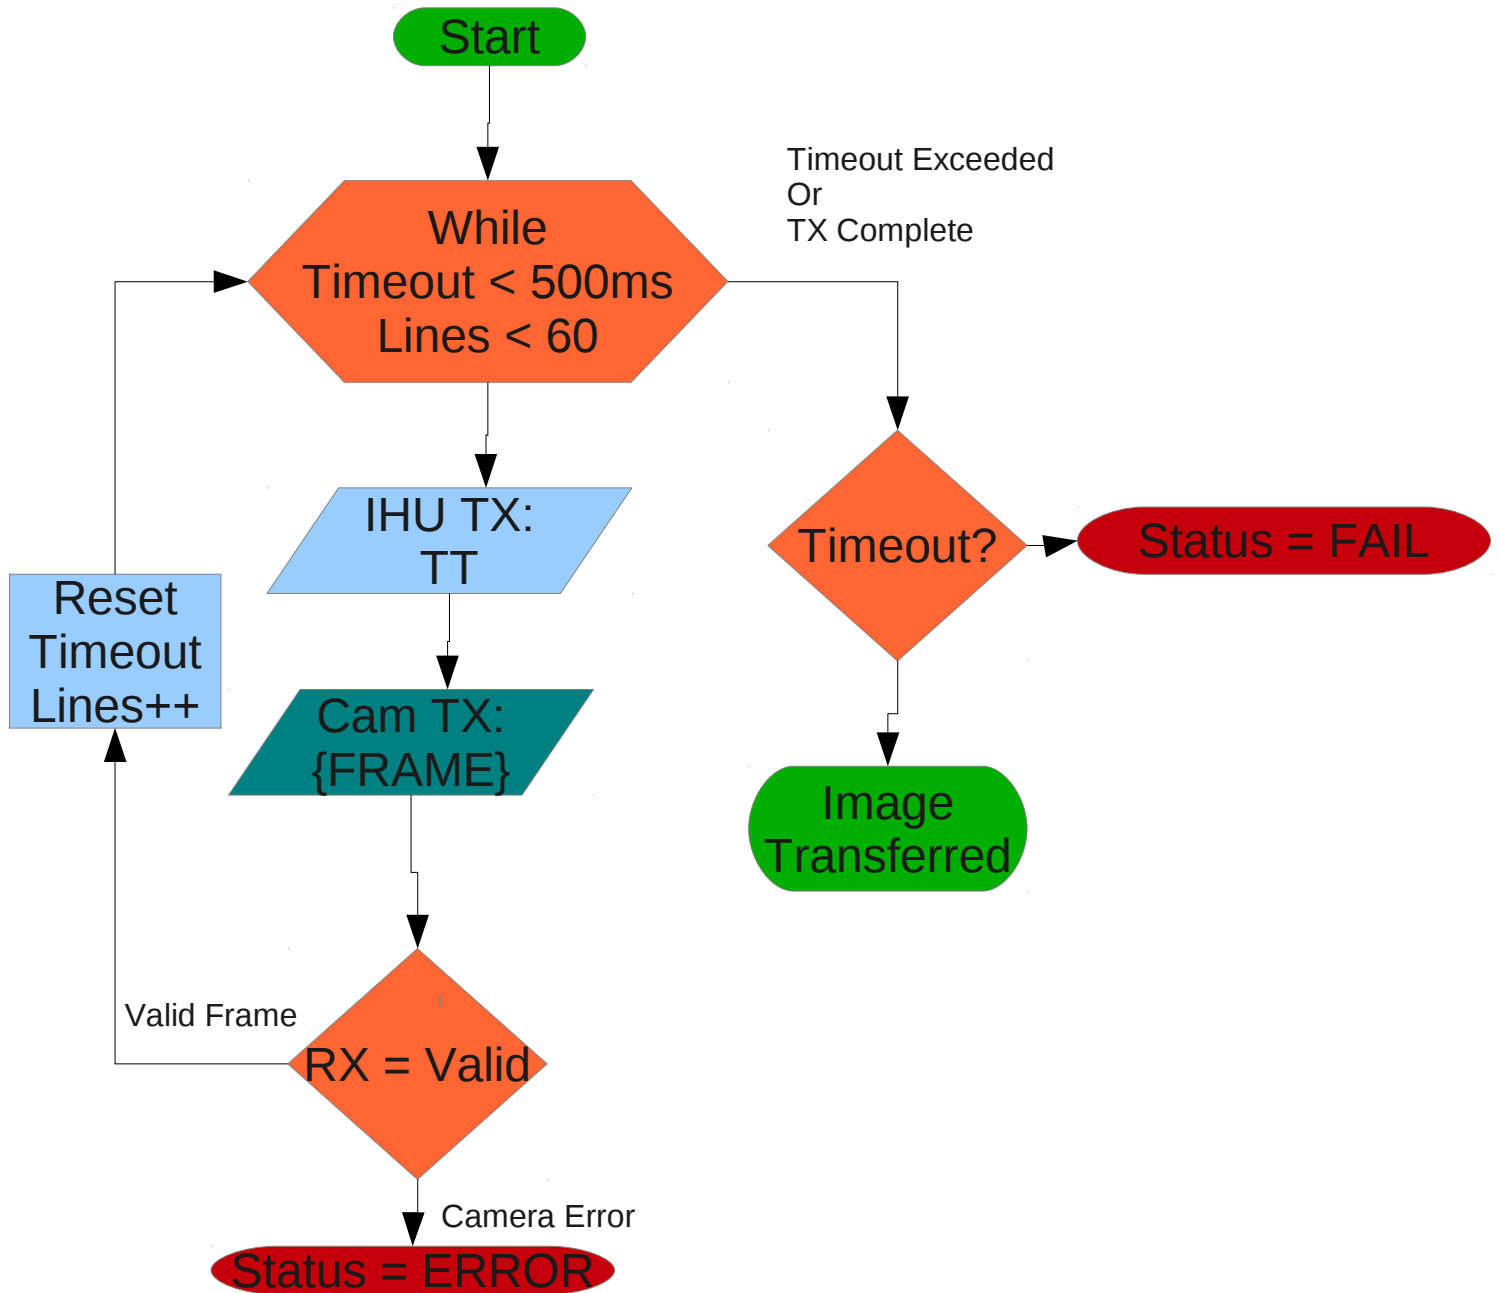 Start
Timeout Exceeded
Or
TX Complete
While
Timeout < 500ms
Lines < 60
IHU TX:
TT
Timeout?
Status = FAIL
Reset
Timeout
Lines++
Cam TX:
{FRAME}
Image
Transferred
Valid Frame
RX = Valid
Camera Error
Status = ERROR